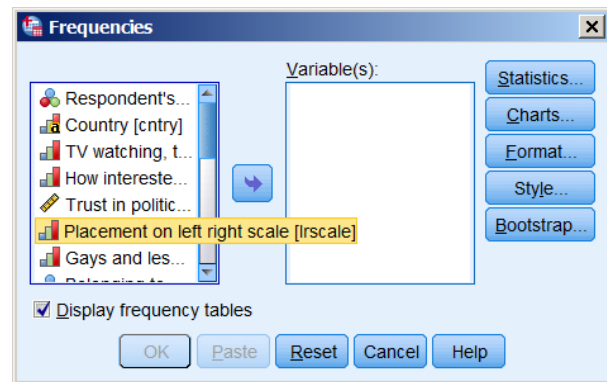 Frequencies
Variable(s):
Respondent's...
Country [cntry]
TV watching, t...
How intereste...
Trust in politic...
Placement on left right scale [lrscale]
Gays and les...
Statistics...
Charts...
Format...
Style...
Bootstrap...
Display frequency tables
OK Paste Reset Cancel Help